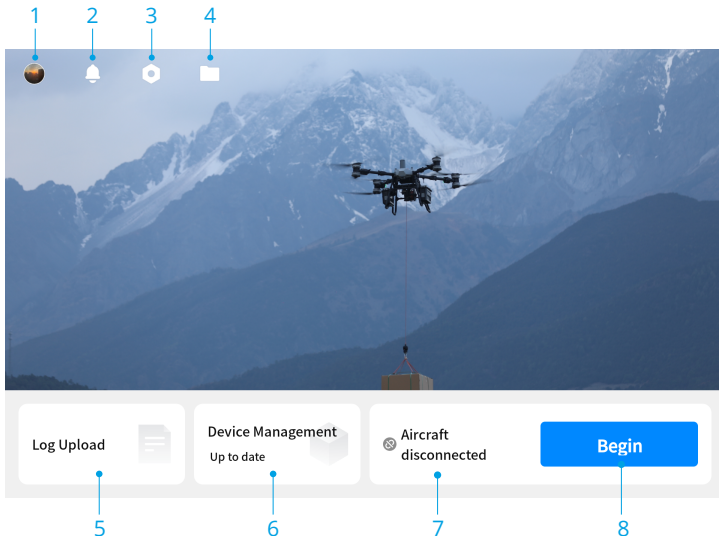 1 2 3 4
Log Upload
Device Management
Up to date
Aircraft
disconnected
Begin
5 6 7 8